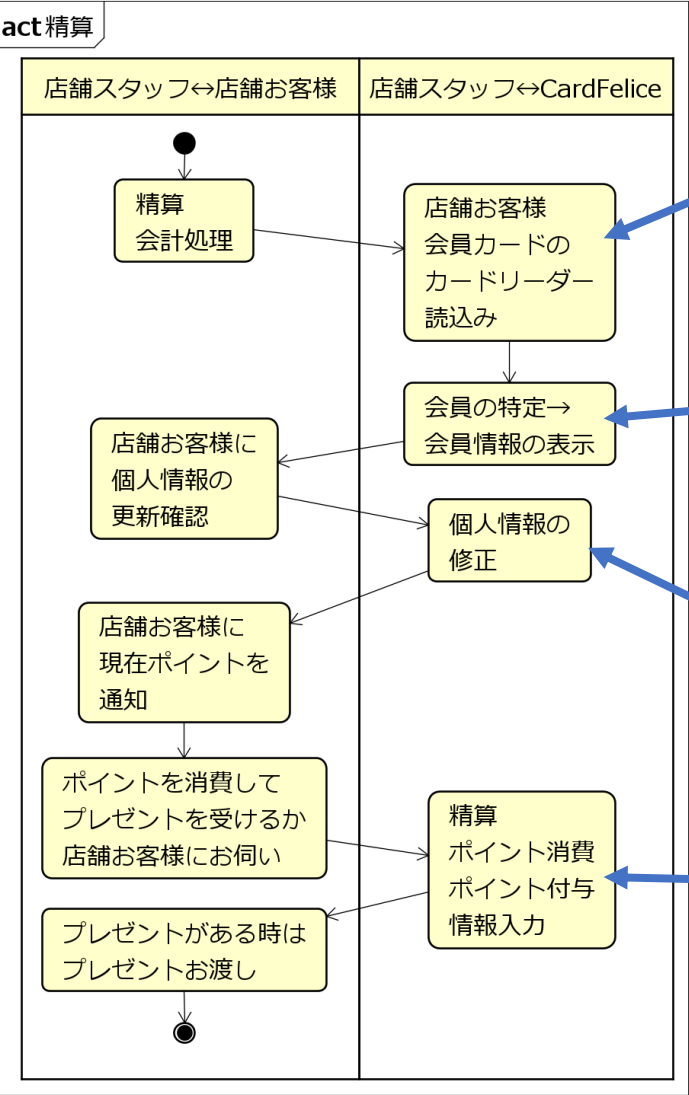 act 精算
店舗スタッフ↔店舗お客様
店舗スタッフ↔CardFelice
精算
会計処理
店舗お客様
会員カードの
カードリーダー
読込み
会員の特定→
会員情報の表示
店舗お客様に
個人情報の
更新確認
個人情報の
修正
店舗お客様に
現在ポイントを
通知
ポイントを消費して
プレゼントを受けるか
店舗お客様にお伺い
精算
ポイント消費
ポイント付与
情報入力
プレゼントがある時は
プレゼントお渡し